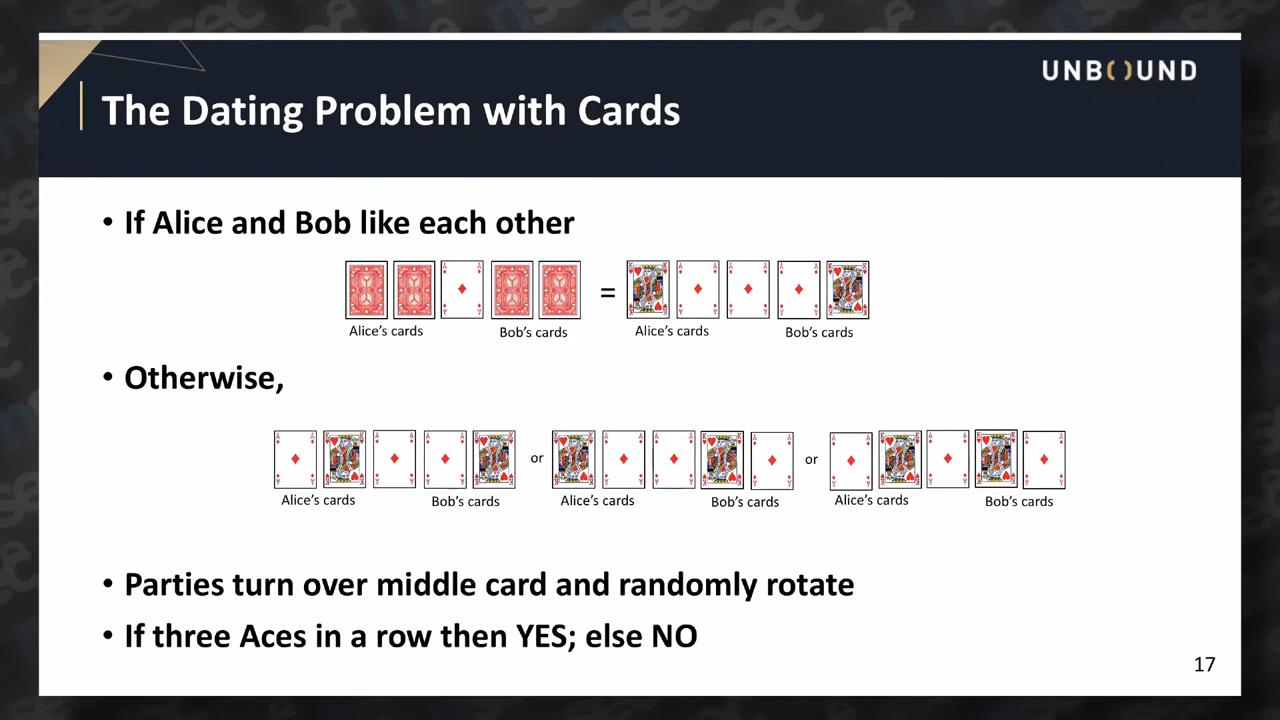 UNBOUND
The Dating Problem with Cards
• If Alice and Bob like each other
=
Alice's cards Bob's cards Alice's cards Bob's cards
• Otherwise,
or or
Alice's cards Bob's cards Alice's cards Bob's cards Alice's cards Bob's cards
• Parties turn over middle card and randomly rotate
• If three Aces in a row then YES; else NO
17